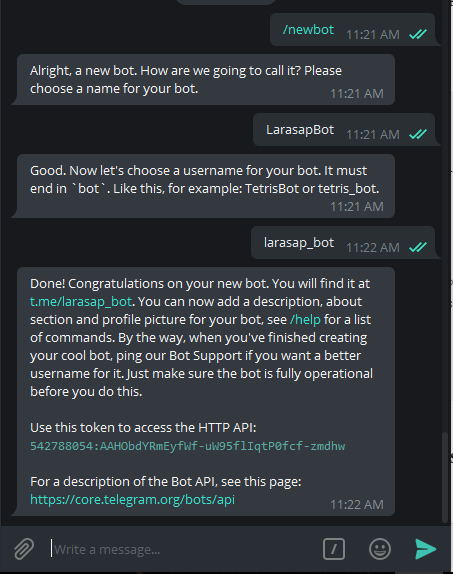 /newbot
11:21 AM
Alright, a new bot. How are we going to call it? Please
choose a name for your bot.
11:21 AM
LarasapBot
11:21 AM
Good. Now let's choose a username for your bot. It must
end in `bot`. Like this, for example: TetrisBot or tetris_bot.
11:21 AM
larasap_bot
11:22 AM
Done! Congratulations on your new bot. You will find it at
t.me/larasap_bot. You can now add a description, about
section and profile picture for your bot, see /help for a list
of commands. By the way, when you've finished creating
your cool bot, ping our Bot Support if you want a better
username for it. Just make sure the bot is fully operational
before you do this.
Use this token to access the HTTP API:
542788054:AAHObdYRmEyfWf-uW95flIqtP0fcf-zmdhw
For a description of the Bot API, see this page:
https://core.telegram.org/bots/api
11:22 AM
Write a message...